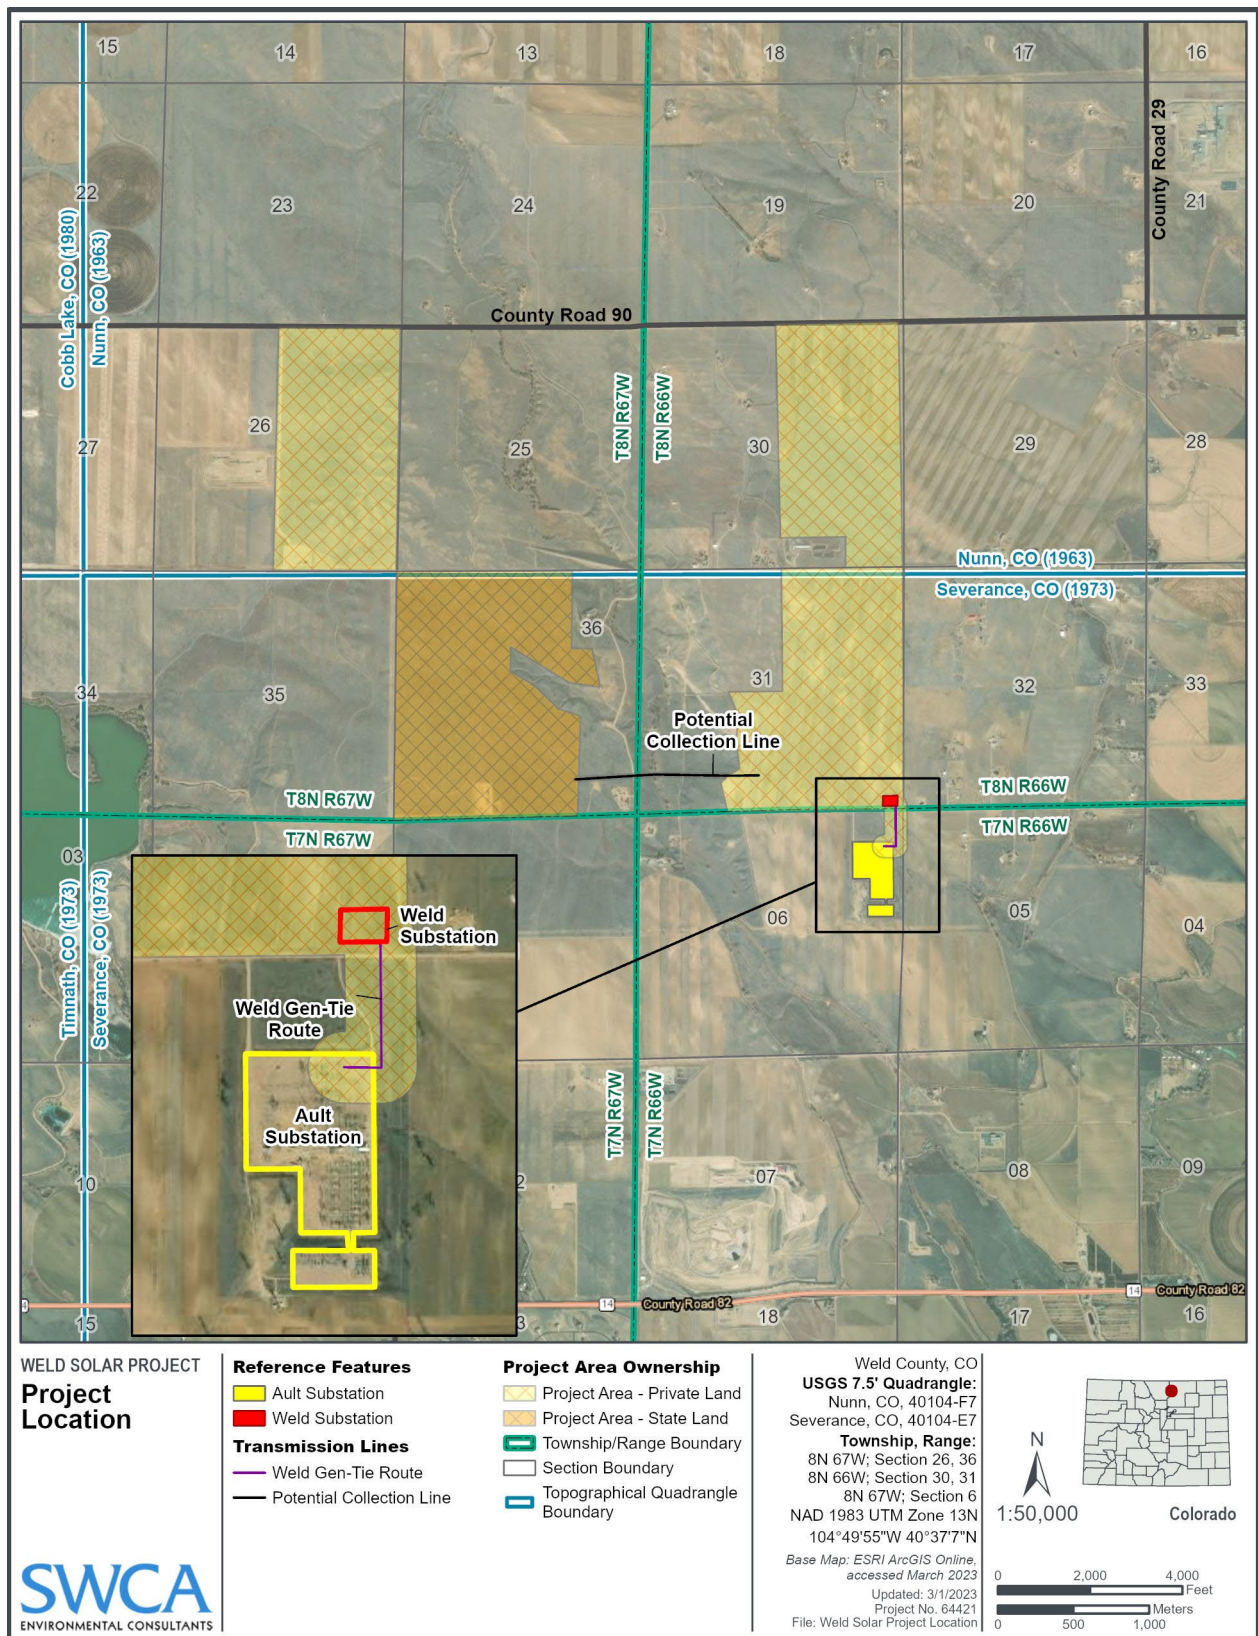 15
14
13
18
17
16
County Road 29
22
23
24
19
20
21
Cobb Lake, CO (1980)
Nunn, CO (1963)
County Road 90
T8N R67W
T8N R66W
27
26
25
30
29
28
Nunn, CO (1963)
Severance, CO (1973)
34
35
36
31
32
33
Potential
Collection Line
T8N R67W
T7N R67W
T8N R66W
T7N R66W
03
06
05
04
Timnath, CO (1973)
Severance, CO (1973)
Weld
Substation
Weld Gen-Tie
Route
Ault
Substation
T7N R67W
T7N R66W
10
2
07
08
09
4
14
County Road 82
14
County Road 82
15
3
18
17
16
WELD SOLAR PROJECT
Project
Location
SWCA
ENVIRONMENTAL CONSULTANTS
Reference Features
Ault Substation
Weld Substation
Transmission Lines
Weld Gen-Tie Route
Potential Collection Line
Project Area Ownership
Project Area - Private Land
Project Area - State Land
Township/Range Boundary
Section Boundary
Topographical Quadrangle
Boundary
Weld County, CO
USGS 7.5' Quadrangle:
Nunn, CO, 40104-F7
Severance, CO, 40104-E7
Township, Range:
8N 67W; Section 26, 36
8N 66W; Section 30, 31
8N 67W; Section 6
NAD 1983 UTM Zone 13N
104°49'55"W 40°37'7"N
Base Map: ESRI ArcGIS Online,
accessed March 2023
Updated: 3/1/2023
Project No. 64421
File: Weld Solar Project Location
N
1:50,000
Colorado
0 2,000 4,000
Feet
Meters
0 500 1,000